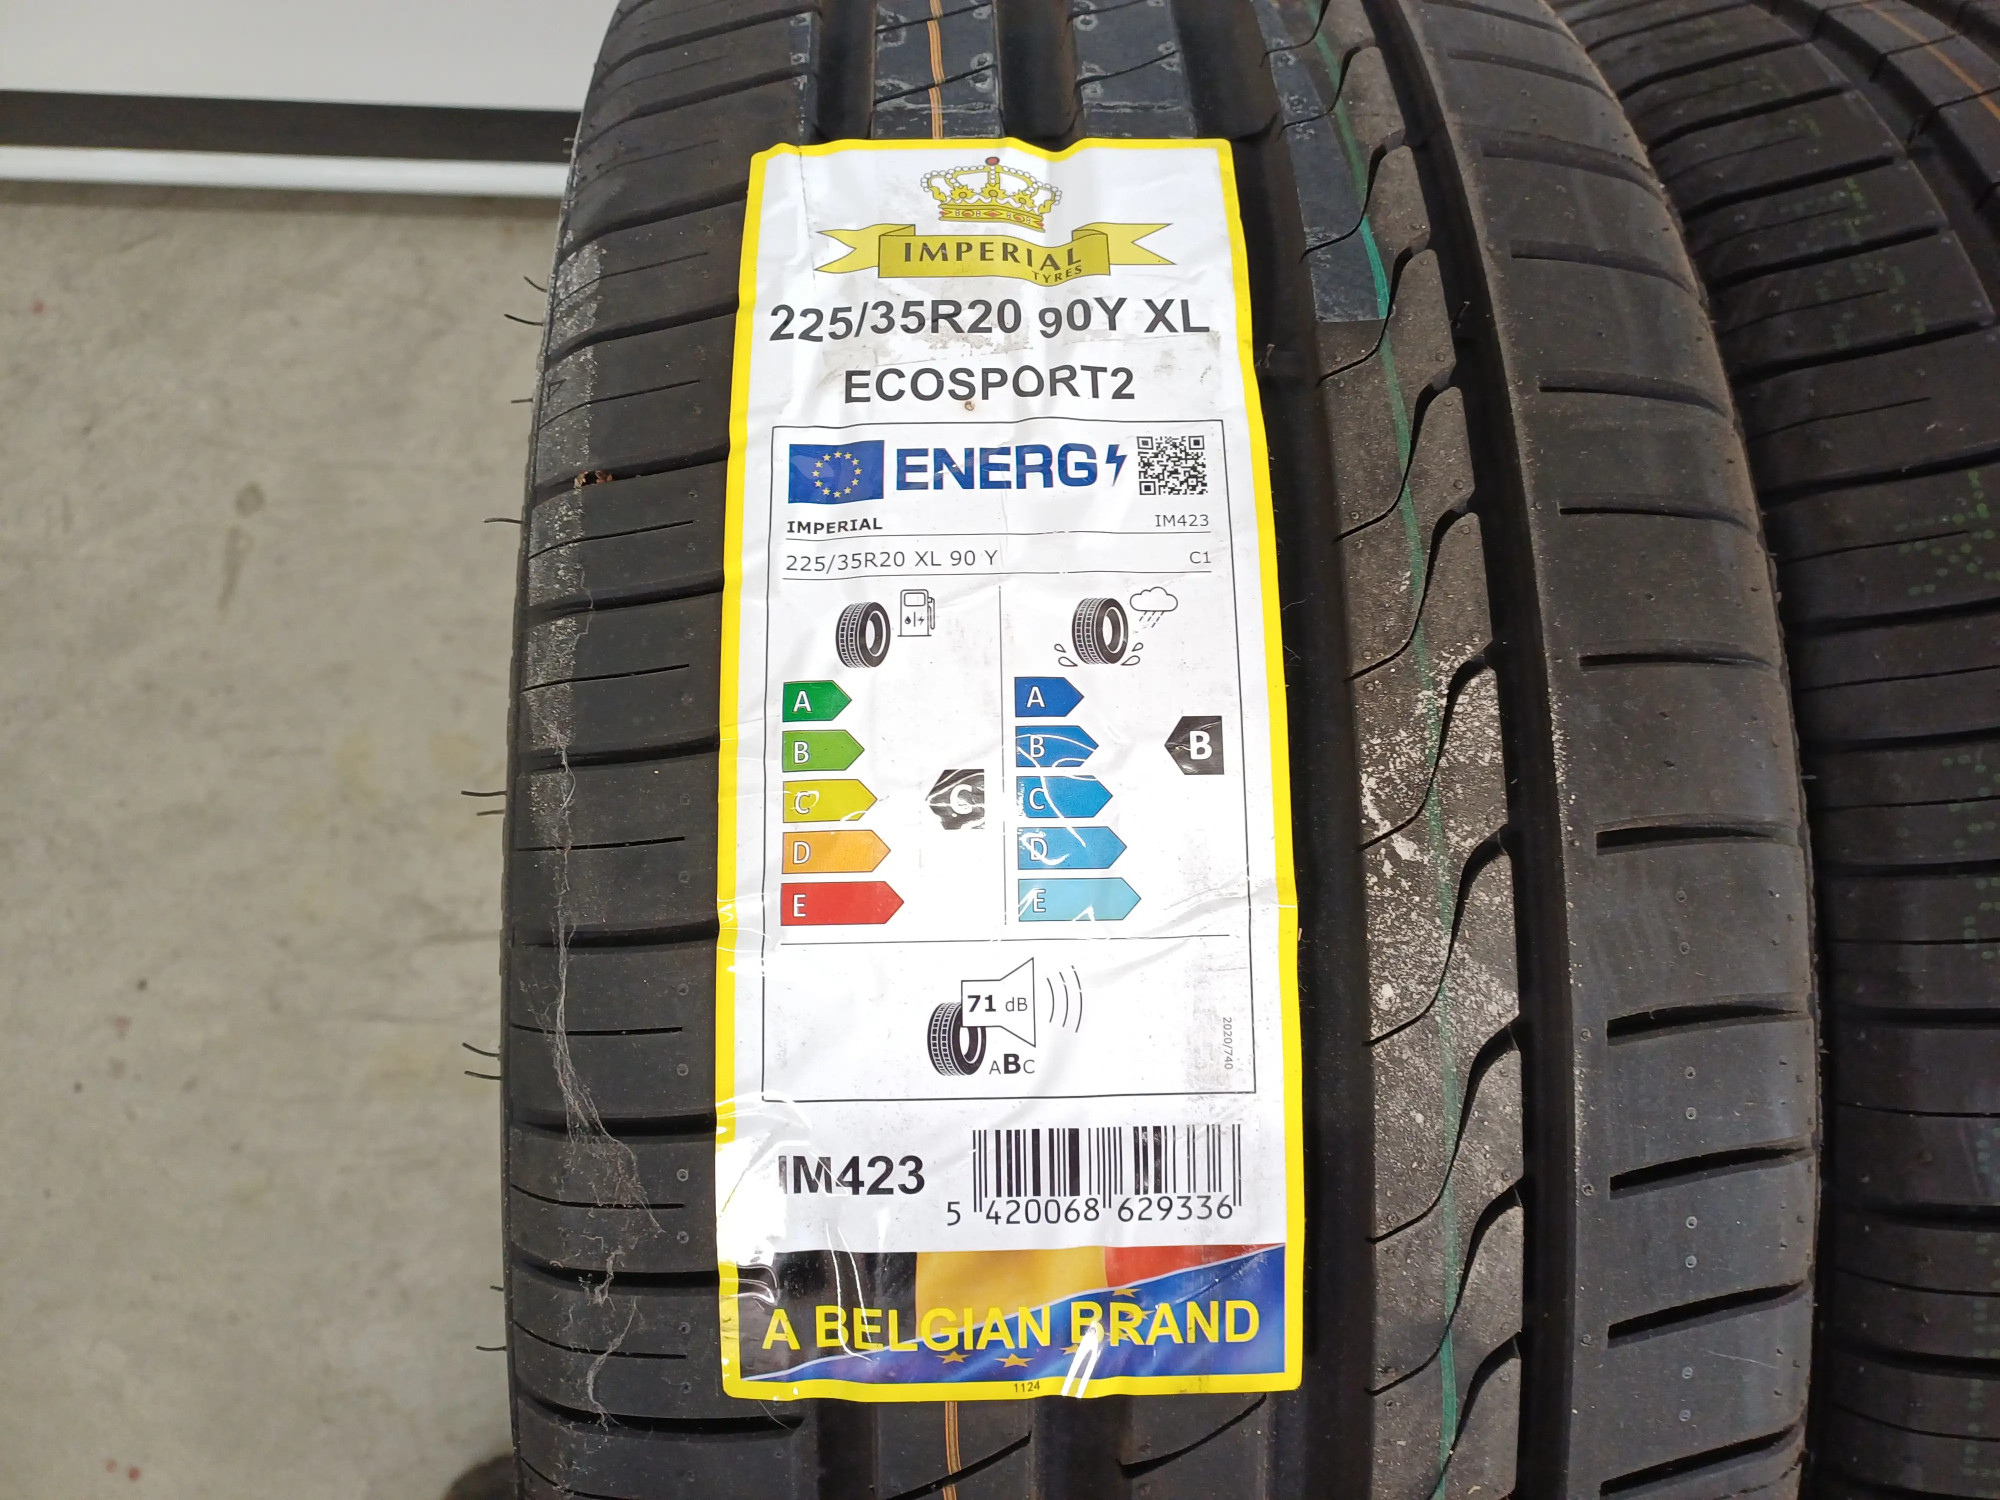 IMPERIAL
TYRES
225/35R20 90Y XL
ECOSPORT2
ENERG
IMPERIAL IM423
225/35R20 XL 90 Y C1
A A
B B B
C C C
D D
E E
71 dB
ABC
2020/740
IM423
5 420068 629336
A BELGIAN BRAND
1124